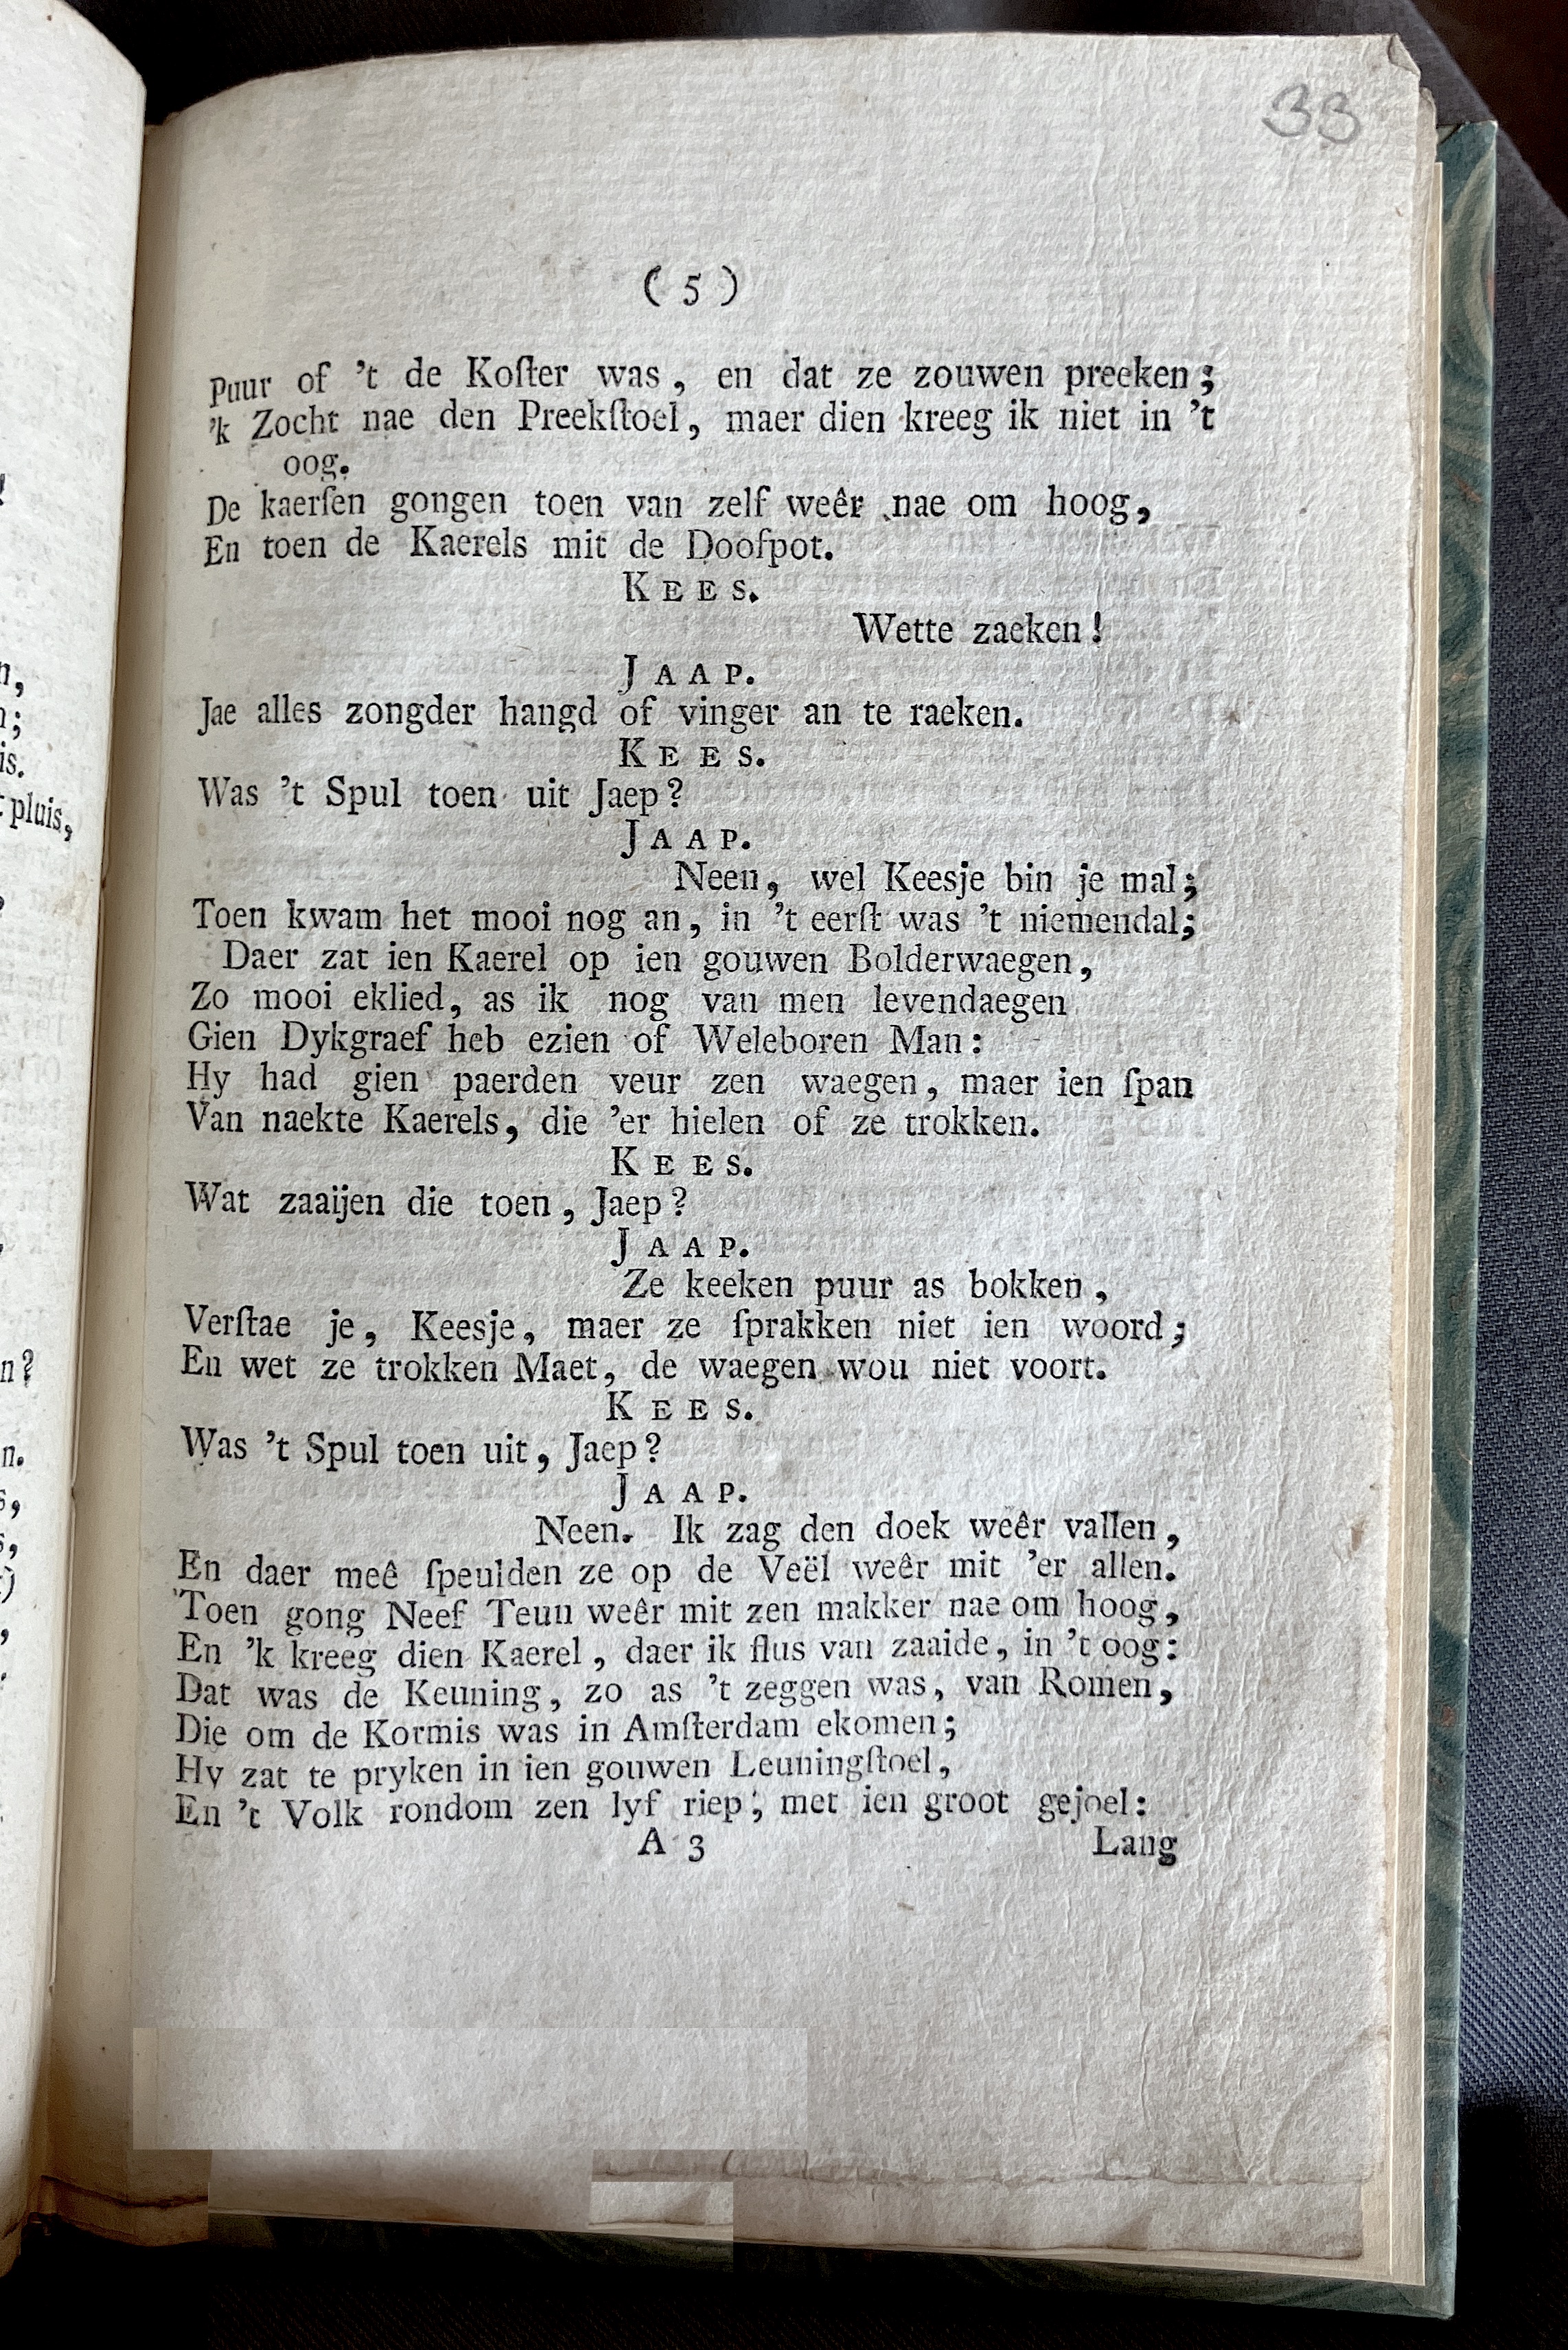 33
( 5 )
Puur of 't de Koſter was, en dat ze zouwen preeken;
'k Zocht nae den Preekſtoel, maer dien kreeg ik niet in 't
oog.
De kaerſen gongen toen van zelf weêr nae om hoog,
En toen de Kaerels mit de Doofpot.
KEES.
Wette zaeken!
JAAP.
Jae alles zongder hangd of vinger an te raeken.
KEES.
Was 't Spul toen uit Jaep?
JAAP.
Neen, wel Keesje bin je mal;
Toen kwam het mooi nog an, in 't eerſt was 't niemendal;
Daer zat ien Kaerel op ien gouwen Bolderwaegen,
Zo mooi eklied, as ik nog van men levendaegen
Gien Dykgraef heb ezien of Weleboren Man:
Hy had gien paerden veur zen waegen, maer ien ſpan
Van naekte Kaerels, die 'er hielen of ze trokken.
KEES.
Wat zaaijen die toen, Jaep?
JAAP.
Ze keeken puur as bokken,
Verſtae je, Keesje, maer ze ſprakken niet ien woord;
En wet ze trokken Maet, de waegen wou niet voort.
KEES.
Was 't Spul toen uit, Jaep?
JAAP.
Neen. Ik zag den doek weêr vallen,
En daer meê ſpeulden ze op de Veël weêr mit 'er allen.
Toen gong Neef Teun weêr mit zen makker nae om hoog,
En 'k kreeg dien Kaerel, daer ik flus van zaaide, in 't oog:
Dat was de Keuning, zo as 't zeggen was, van Romen,
Die om de Kormis was in Amſterdam ekomen;
Hy zat te pryken in ien gouwen Leuningſtoel,
En 't Volk rondom zen lyf riep, met ien groot gejoel:
A 3 Lang
n,
is.
pluis,
n?
n.
s,